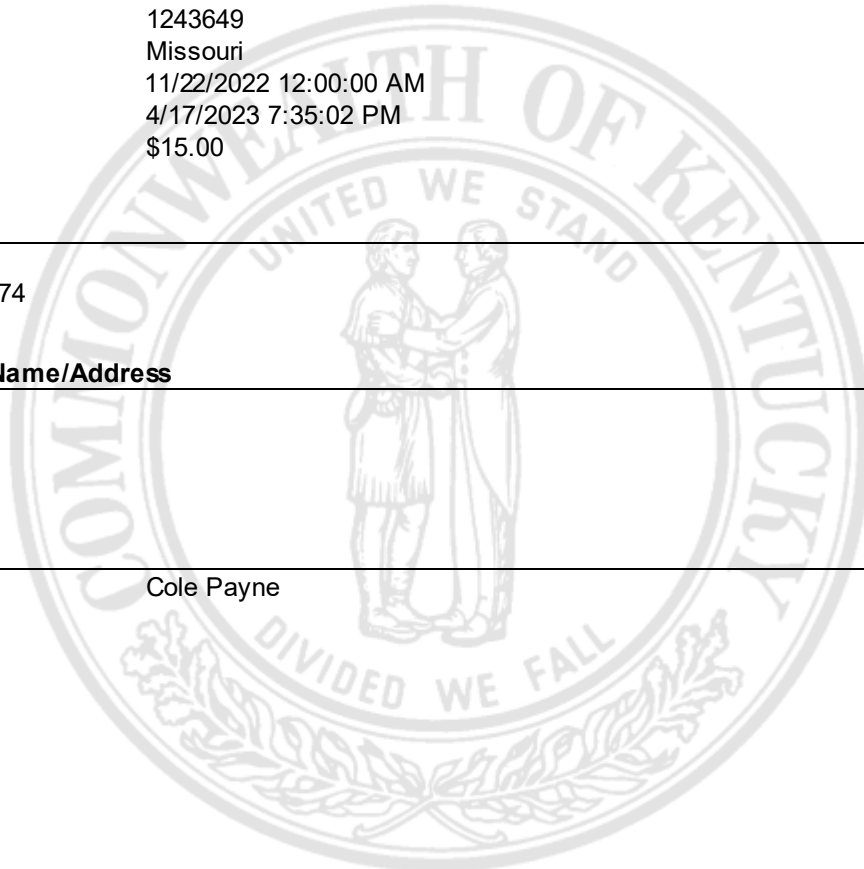 1243649
Missouri
11/22/2022 12:00:00 AM
4/17/2023 7:35:02 PM
$15.00
COMMONWEALTH OF KENTUCKY
UNITED WE STAND
74
Name/Address
Cole Payne
DIVIDED WE FALL